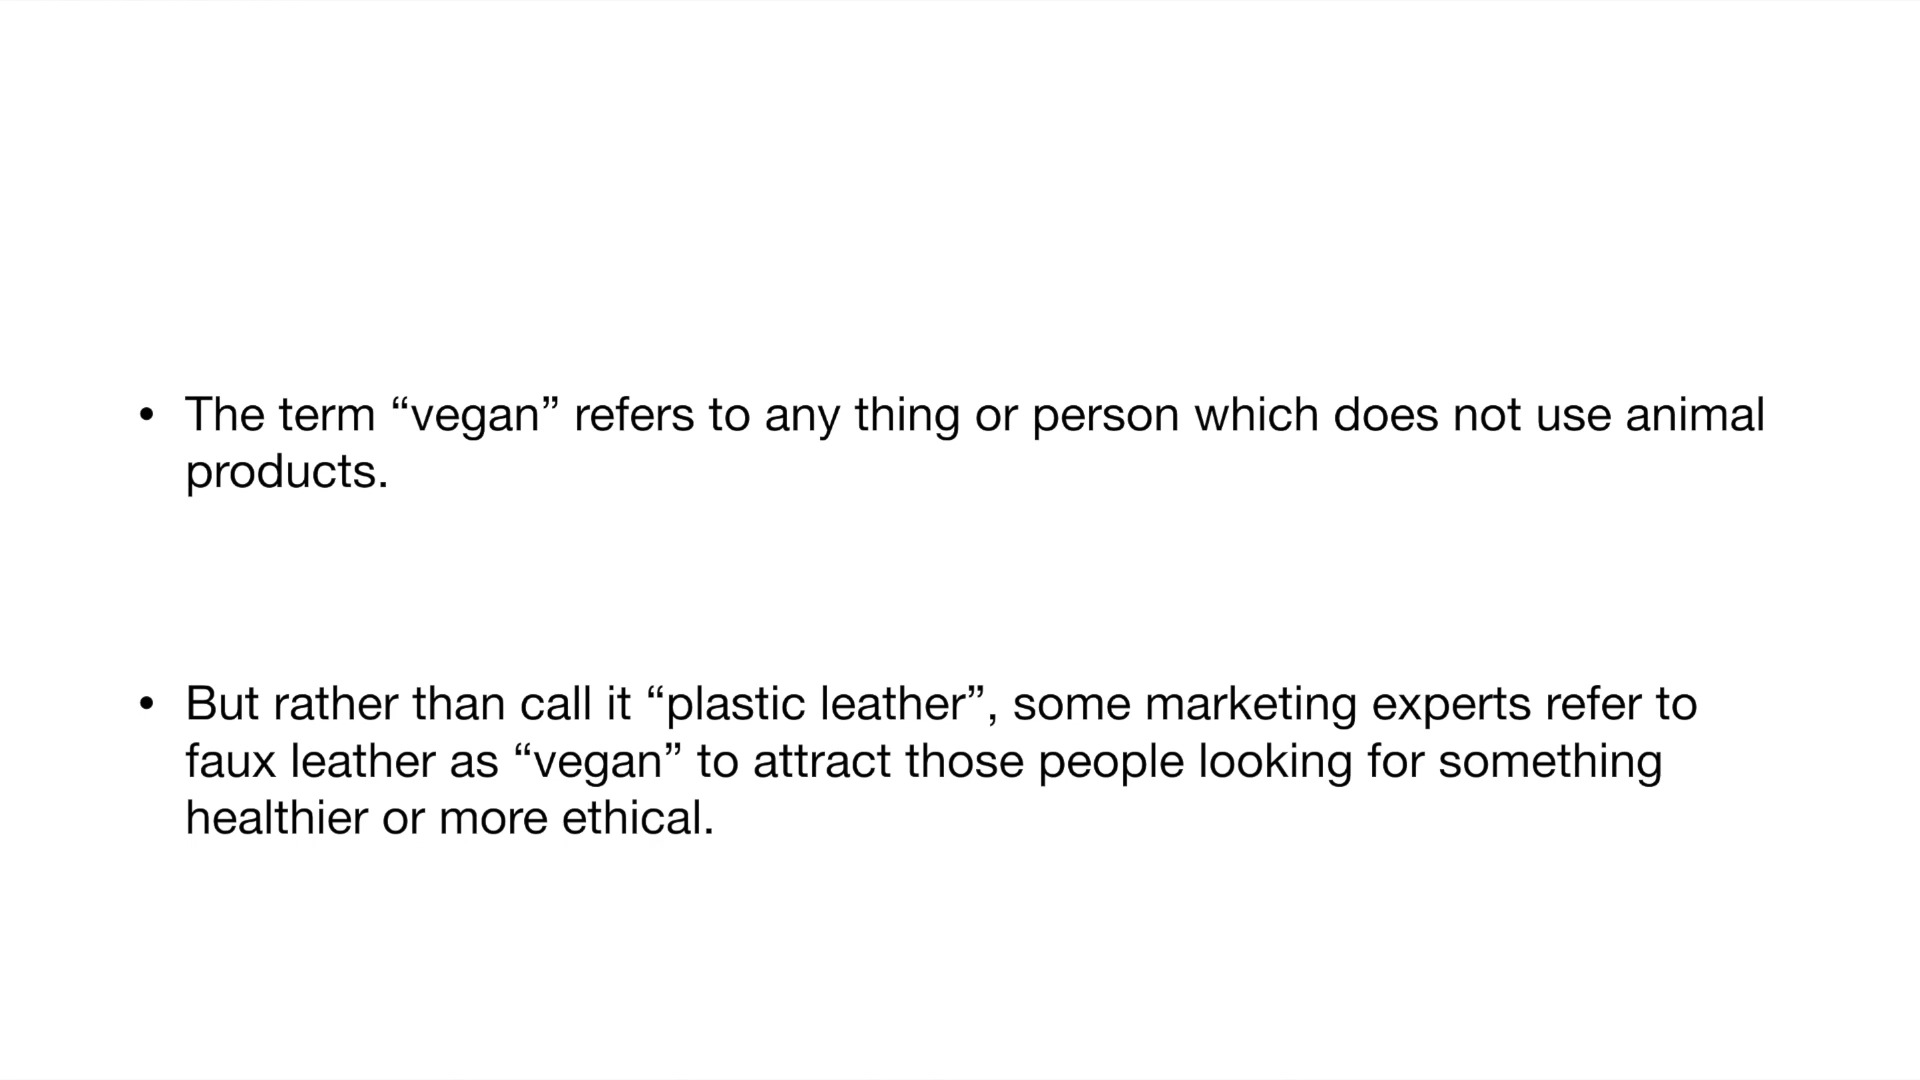 • The term “vegan” refers to any thing or person which does not use animal
products.
• But rather than call it “plastic leather”, some marketing experts refer to
faux leather as “vegan” to attract those people looking for something
healthier or more ethical.